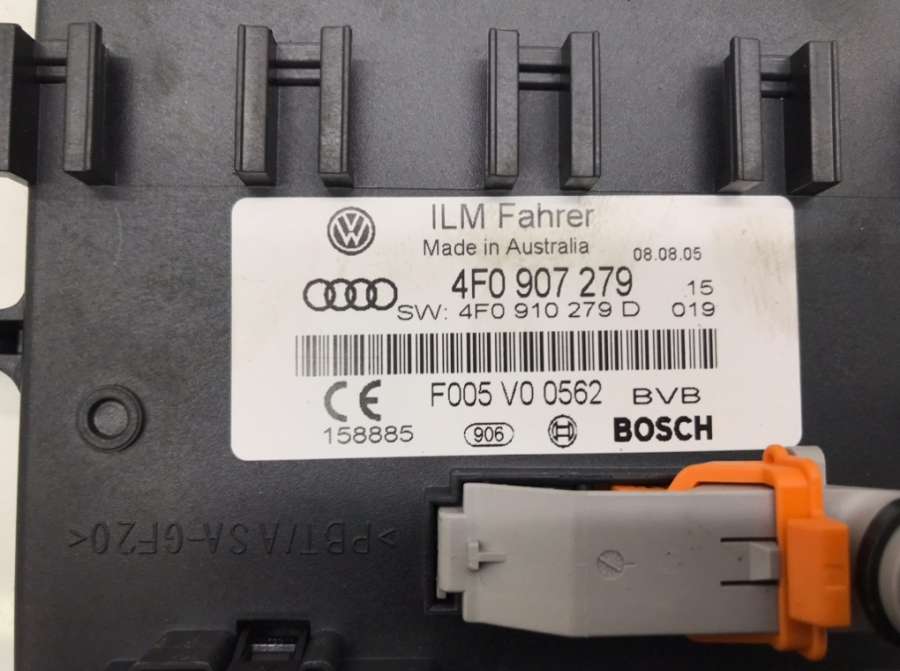 ILM Fahrer
Made in Australia 08.08.05
4F0 907 279 15
SW: 4F0 910 279 D 019
CE F005 V0 0562 BVB
158885 906 BOSCH
>PBT/ASA-GF20<